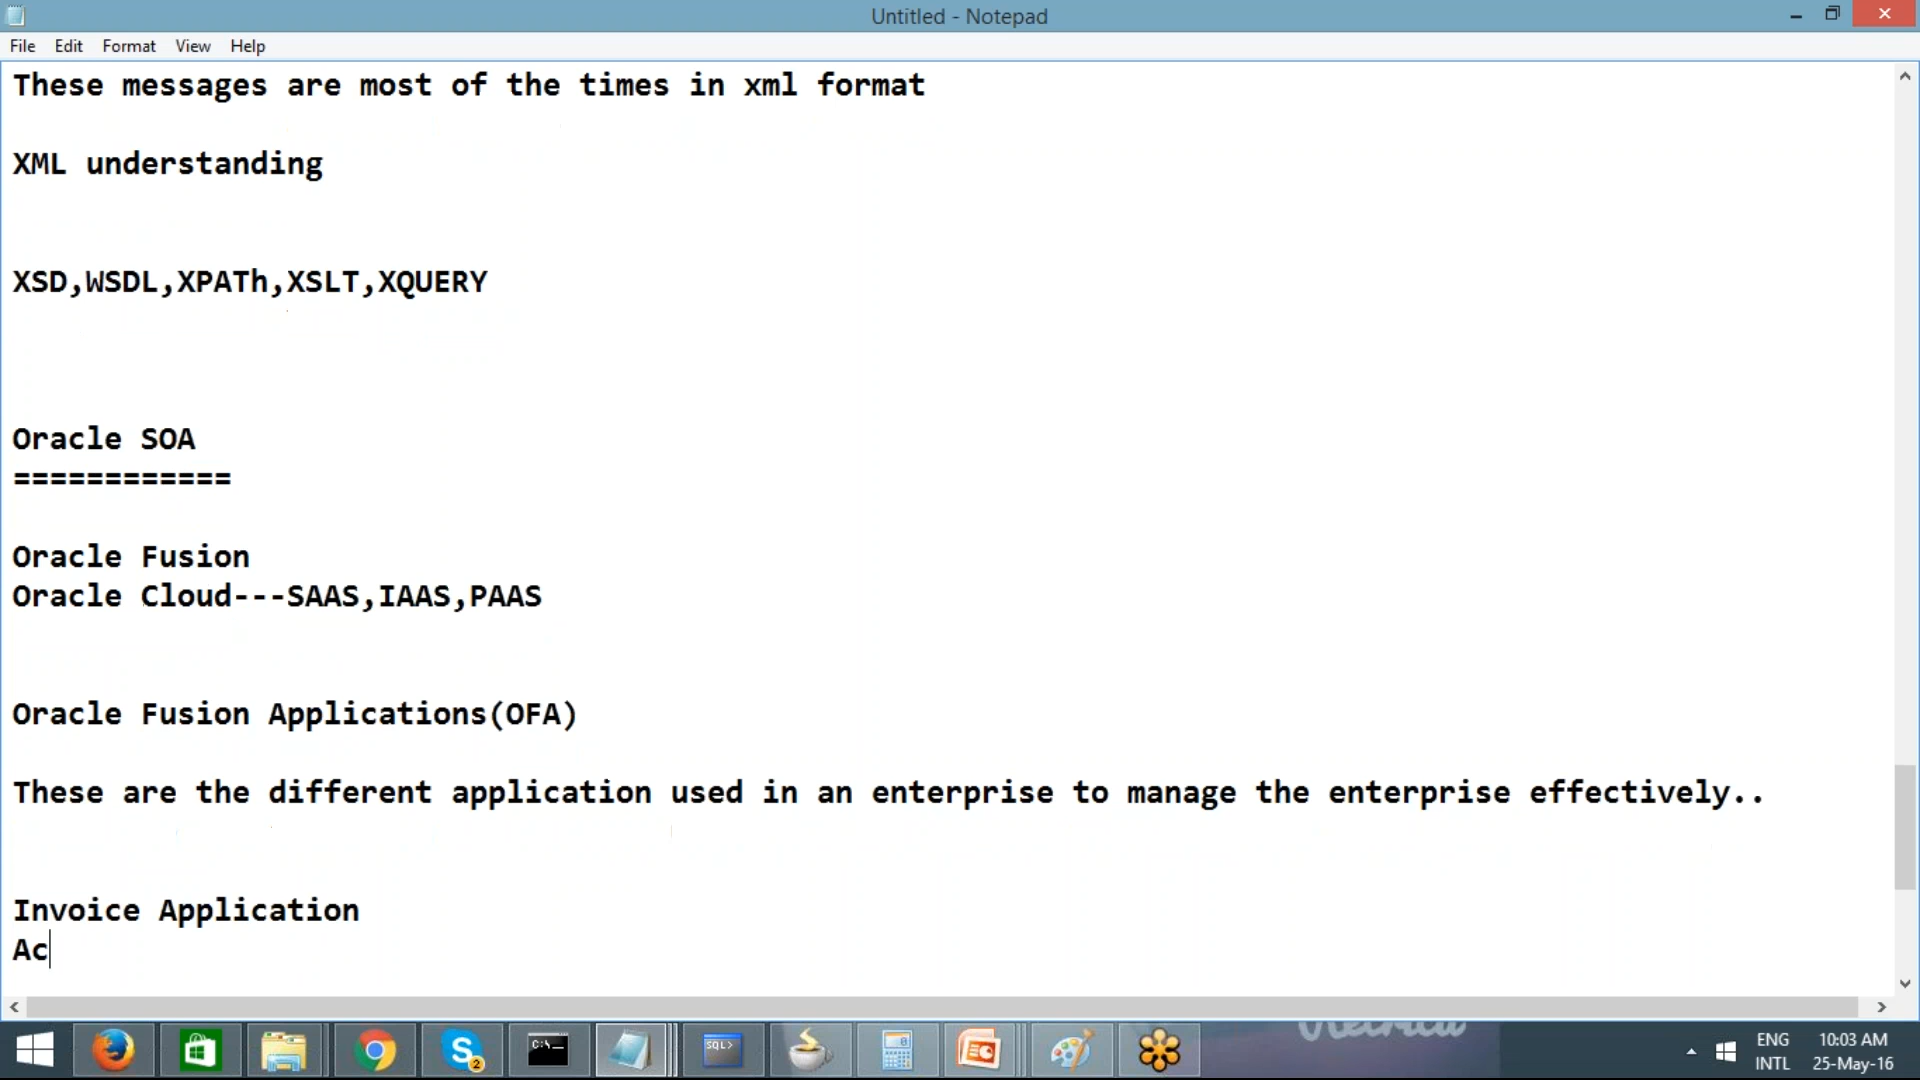 Untitled - Notepad
File Edit Format View Help
These messages are most of the times in xml format
XML understanding
XSD,WSDL,XPATh,XSLT,XQUERY
Oracle SOA
============
Oracle Fusion
Oracle Cloud---SAAS,IAAS,PAAS
Oracle Fusion Applications(OFA)
These are the different application used in an enterprise to manage the enterprise effectively..
Invoice Application
Ac
ENG 10:03 AM
INTL 25-May-16